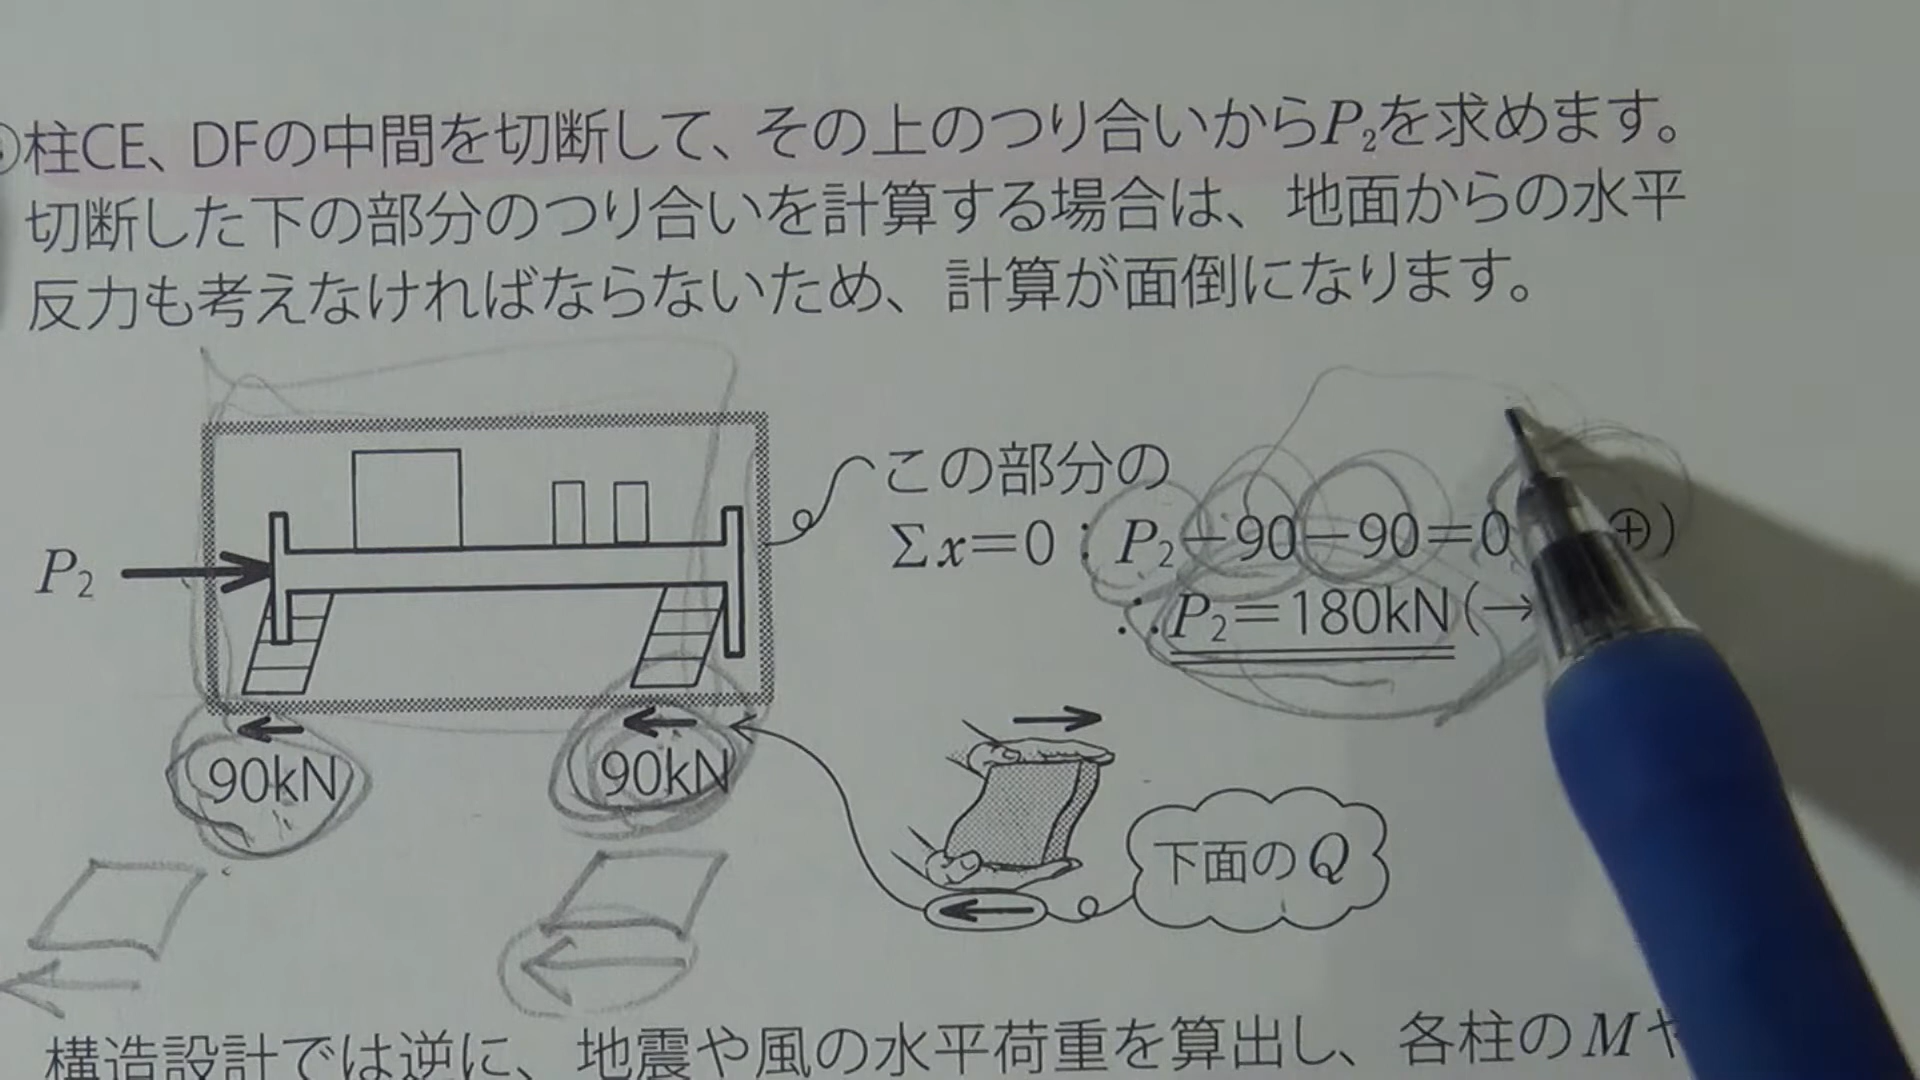 柱CE、DFの中間を切断して、その上のつり合いからP₂を求めます。
切断した下の部分のつり合いを計算する場合は、地面からの水平
反力も考えなければならないため、計算が面倒になります。
この部分の
Σx=0:P₂−90−90=0 ⊕)
∴P₂=180kN(→
P₂
90kN
90kN
下面のQ
構造設計では逆に、地震や風の水平荷重を算出し、各柱のMや